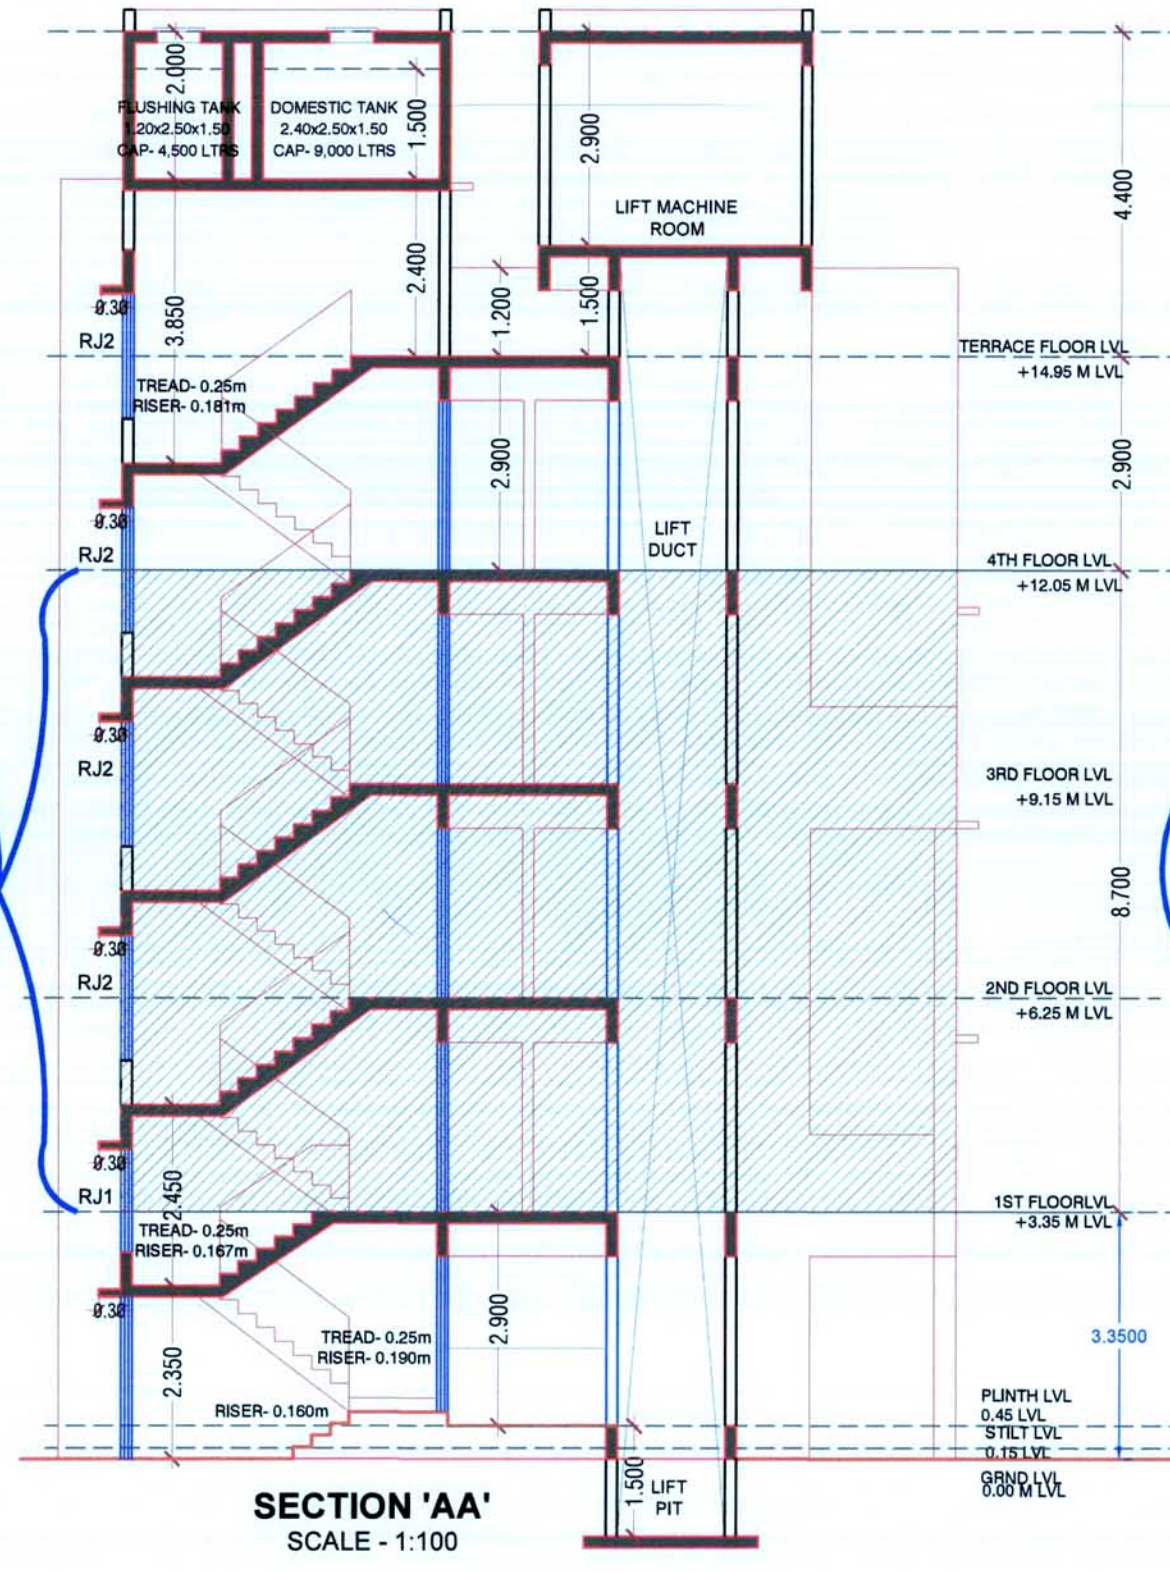 2.000
FLUSHING TANK
1.20x2.50x1.50
CAP- 4,500 LTRS
DOMESTIC TANK
2.40x2.50x1.50
CAP- 9,000 LTRS
1.500
2.900
4.400
LIFT MACHINE
ROOM
2.400
1.200
1.500
0.30
3.850
RJ2
TERRACE FLOOR LVL
+14.95 M LVL
TREAD- 0.25m
RISER- 0.181m
2.900
2.900
0.30
LIFT
DUCT
RJ2
4TH FLOOR LVL
+12.05 M LVL
0.30
RJ2
3RD FLOOR LVL
+9.15 M LVL
8.700
0.30
RJ2
2ND FLOOR LVL
+6.25 M LVL
0.30
RJ1
2.450
1ST FLOORLVL
+3.35 M LVL
TREAD- 0.25m
RISER- 0.167m
0.30
2.900
TREAD- 0.25m
RISER- 0.190m
3.3500
2.350
RISER- 0.160m
PLINTH LVL
0.45 LVL
STILT LVL
0.15 LVL
GRND LVL
0.00 M LVL
1.500
LIFT
PIT
SECTION 'AA'
SCALE - 1:100